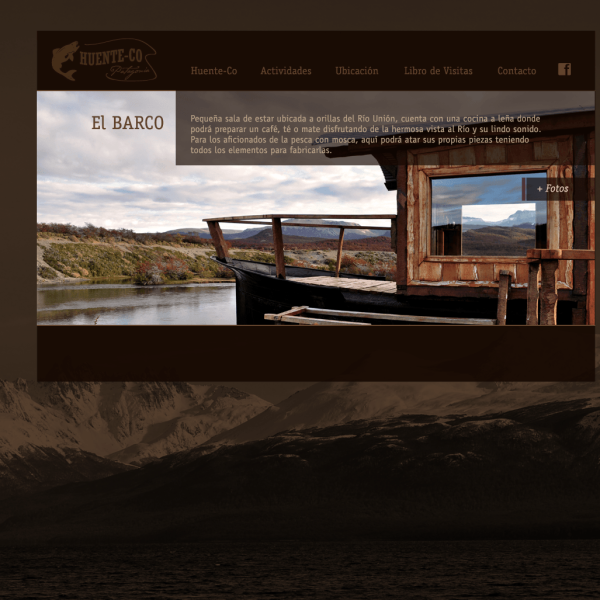 HUENTE-CO
Huente-Co Actividades Ubicación Libro de Visitas Contacto
El BARCO
Pequeña sala de estar ubicada a orillas del Río Unión, cuenta con una cocina a leña donde
podrá preparar un café, té o mate disfrutando de la hermosa vista al Río y su lindo sonido.
Para los aficionados de la pesca con mosca, aquí podrá atar sus propias piezas teniendo
todos los elementos para fabricarlas.
+ Fotos